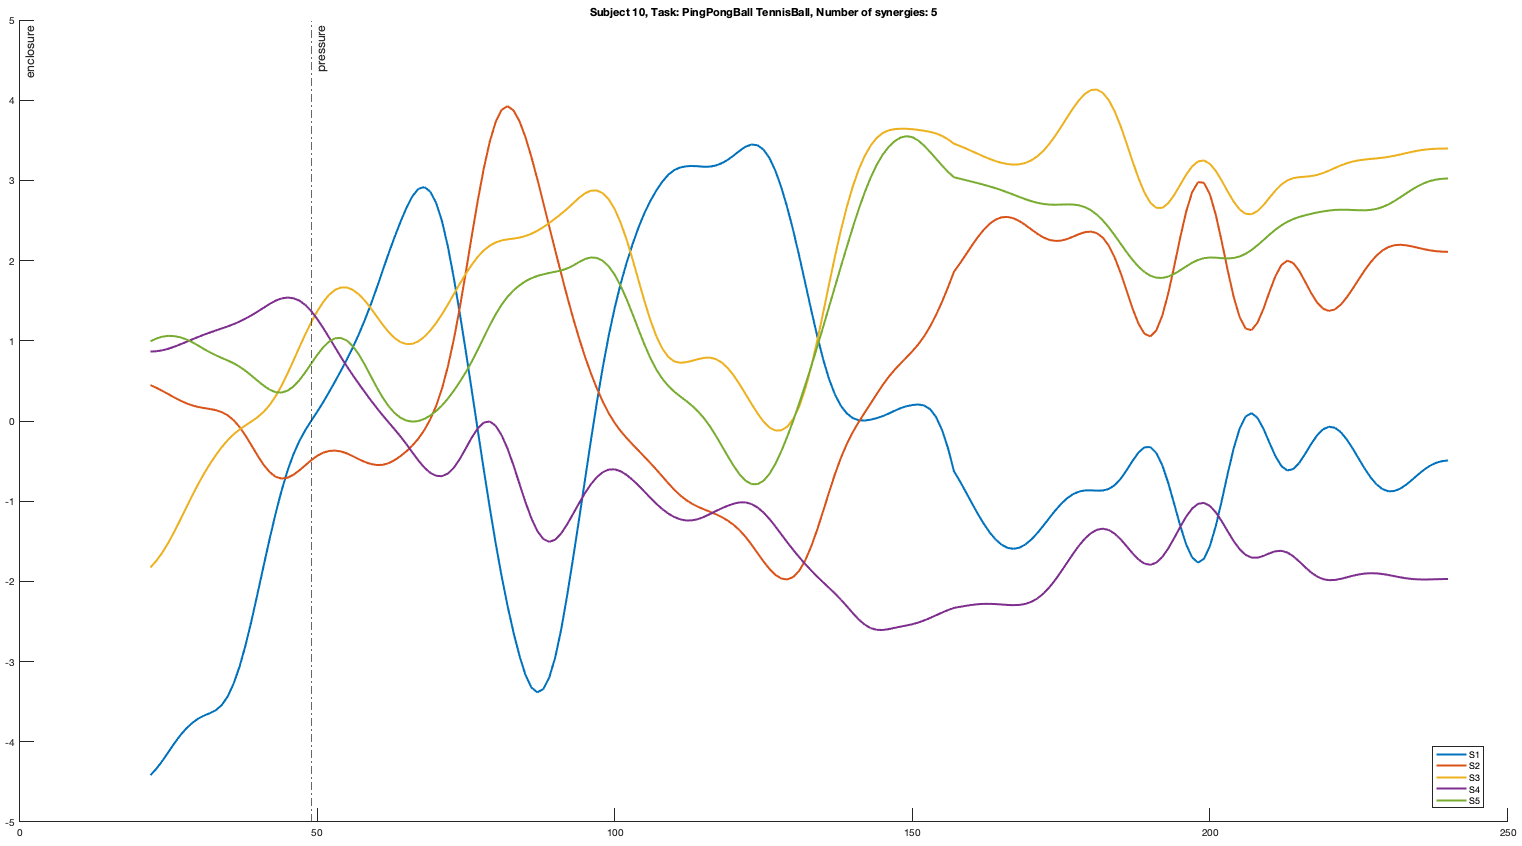 Subject 10, Task: PingPongBall TennisBall, Number of synergies: 5
enclosure
pressure
5
4
3
2
1
0
-1
-2
-3
-4
-5
0
50
100
150
200
250
S1
S2
S3
S4
S5